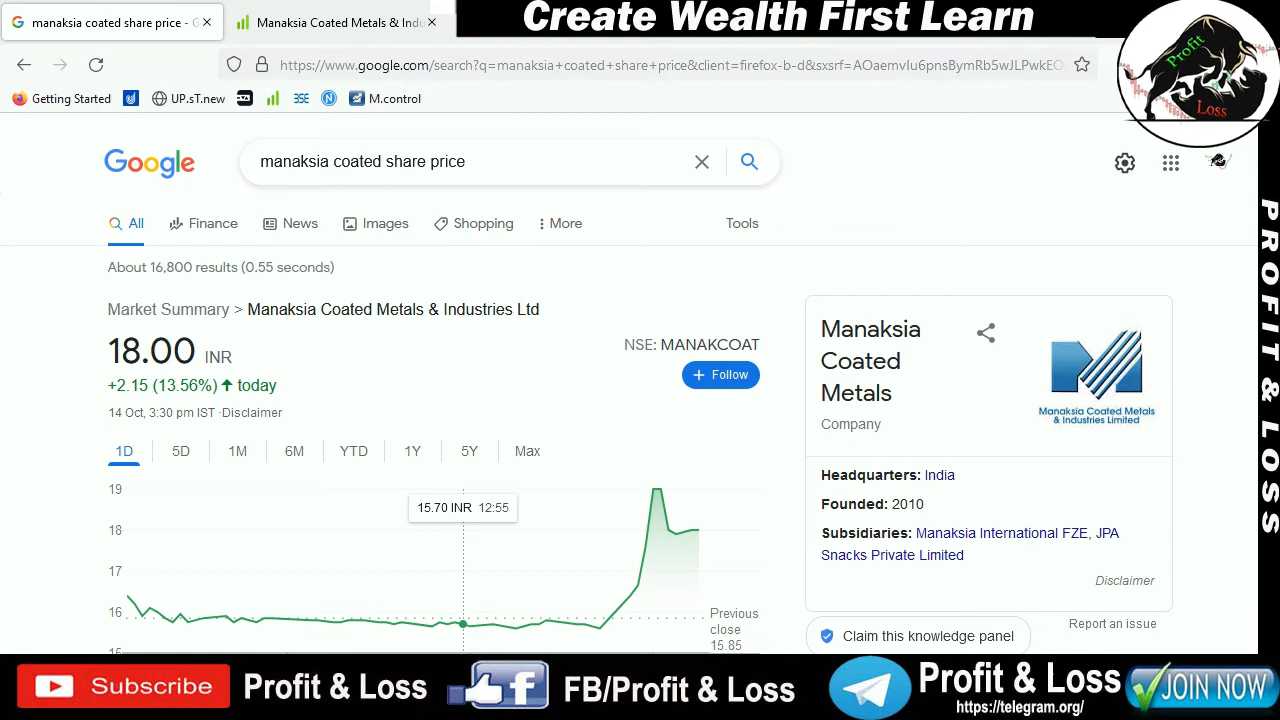 manaksia coated share price - G
Manaksia Coated Metals & Indu
Create Wealth First Learn
https://www.google.com/search?q=manaksia+coated+share+price&client=firefox-b-d&sxsrf=AOaemvIu6pnsBymRb5wJLPwkEO
Getting Started
UP.sT.new
BSE
M.control
Profit
Loss
Google
manaksia coated share price
All
Finance
News
Images
Shopping
More
Tools
About 16,800 results (0.55 seconds)
Market Summary > Manaksia Coated Metals & Industries Ltd
18.00 INR
NSE: MANAKCOAT
+ Follow
+2.15 (13.56%) today
14 Oct, 3:30 pm IST · Disclaimer
1D
5D
1M
6M
YTD
1Y
5Y
Max
19
18
17
16
15
15.70 INR 12:55
Previous
close
15.85
Manaksia
Coated
Metals
Company
Manaksia Coated Metals
& Industries Limited
Headquarters: India
Founded: 2010
Subsidiaries: Manaksia International FZE, JPA
Snacks Private Limited
Disclaimer
Claim this knowledge panel
Report an issue
PROFIT & LOSS
Subscribe
Profit & Loss
FB/Profit & Loss
Profit & Loss
https://telegram.org/
JOIN NOW